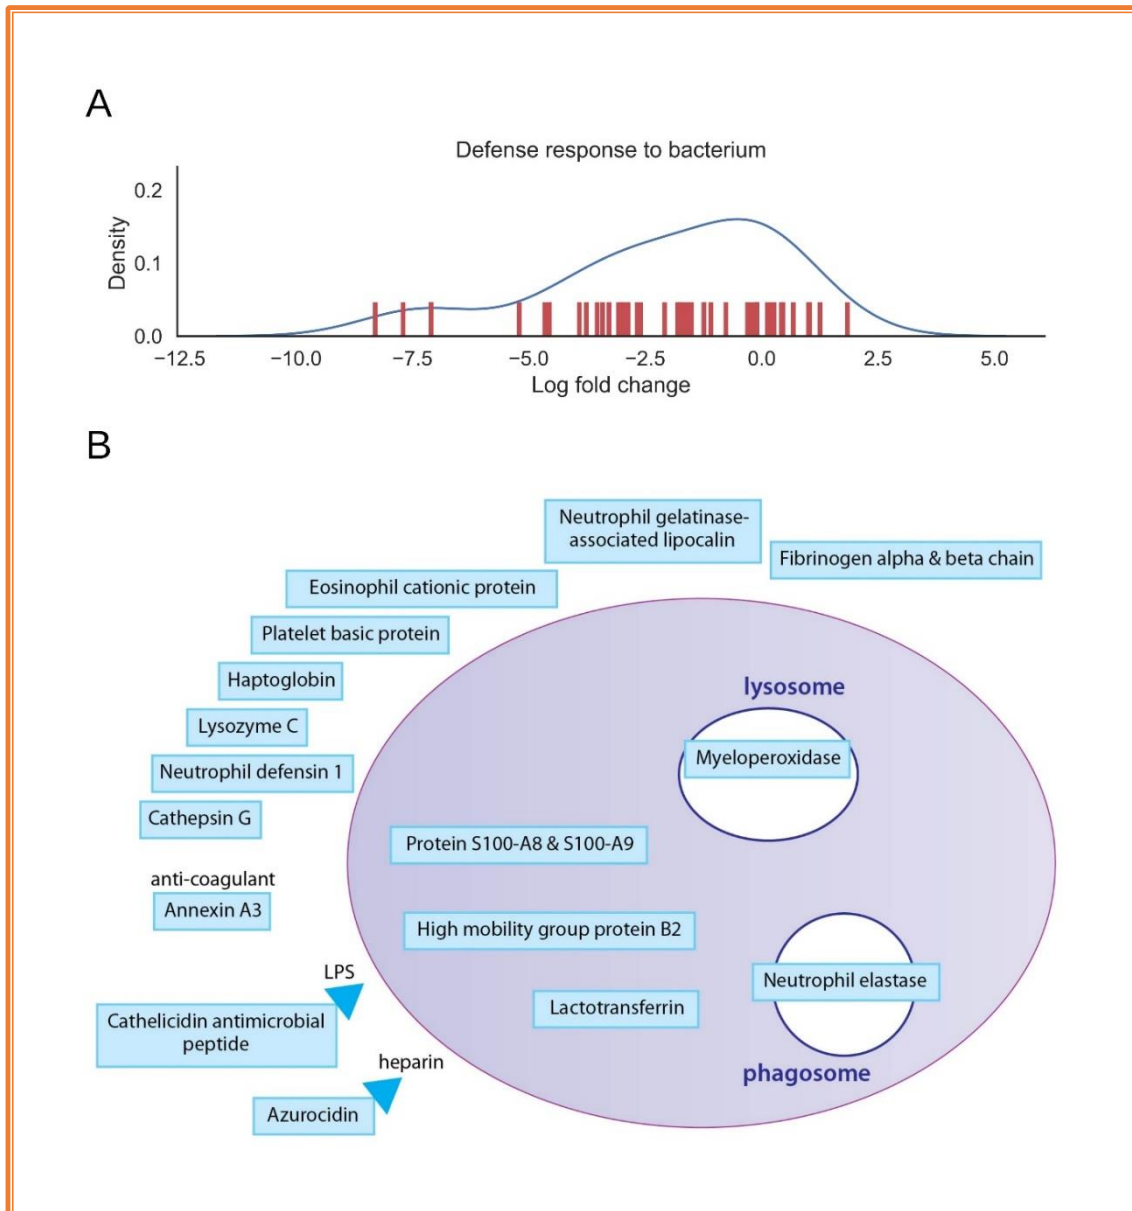 A
Defense response to bacterium
Density
0.2
0.1
0.0
−12.5 −10.0 −7.5 −5.0 −2.5 0.0 2.5 5.0
Log fold change
B
Neutrophil gelatinase-
associated lipocalin
Fibrinogen alpha & beta chain
Eosinophil cationic protein
Platelet basic protein
Haptoglobin
lysosome
Lysozyme C
Myeloperoxidase
Neutrophil defensin 1
Cathepsin G
Protein S100-A8 & S100-A9
anti-coagulant
Annexin A3
High mobility group protein B2
LPS
Neutrophil elastase
Cathelicidin antimicrobial
peptide
Lactotransferrin
heparin
phagosome
Azurocidin